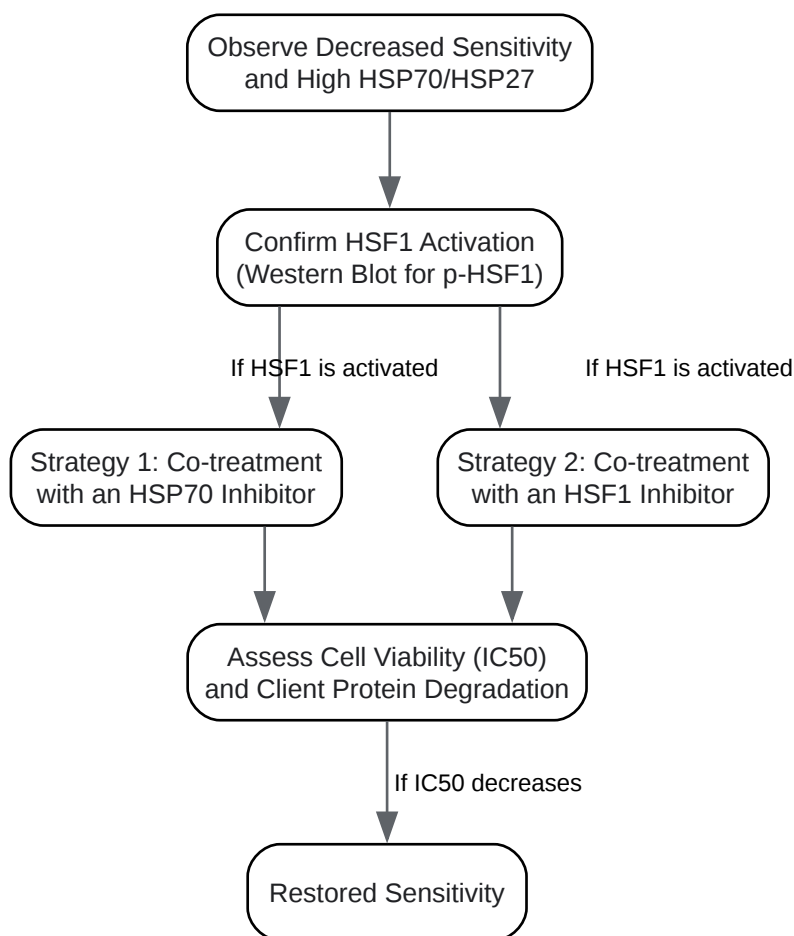 Observe Decreased Sensitivity
and High HSP70/HSP27
Confirm HSF1 Activation
(Western Blot for p-HSF1)
If HSF1 is activated
If HSF1 is activated
Strategy 1: Co-treatment
with an HSP70 Inhibitor
Strategy 2: Co-treatment
with an HSF1 Inhibitor
Assess Cell Viability (IC50)
and Client Protein Degradation
If IC50 decreases
Restored Sensitivity